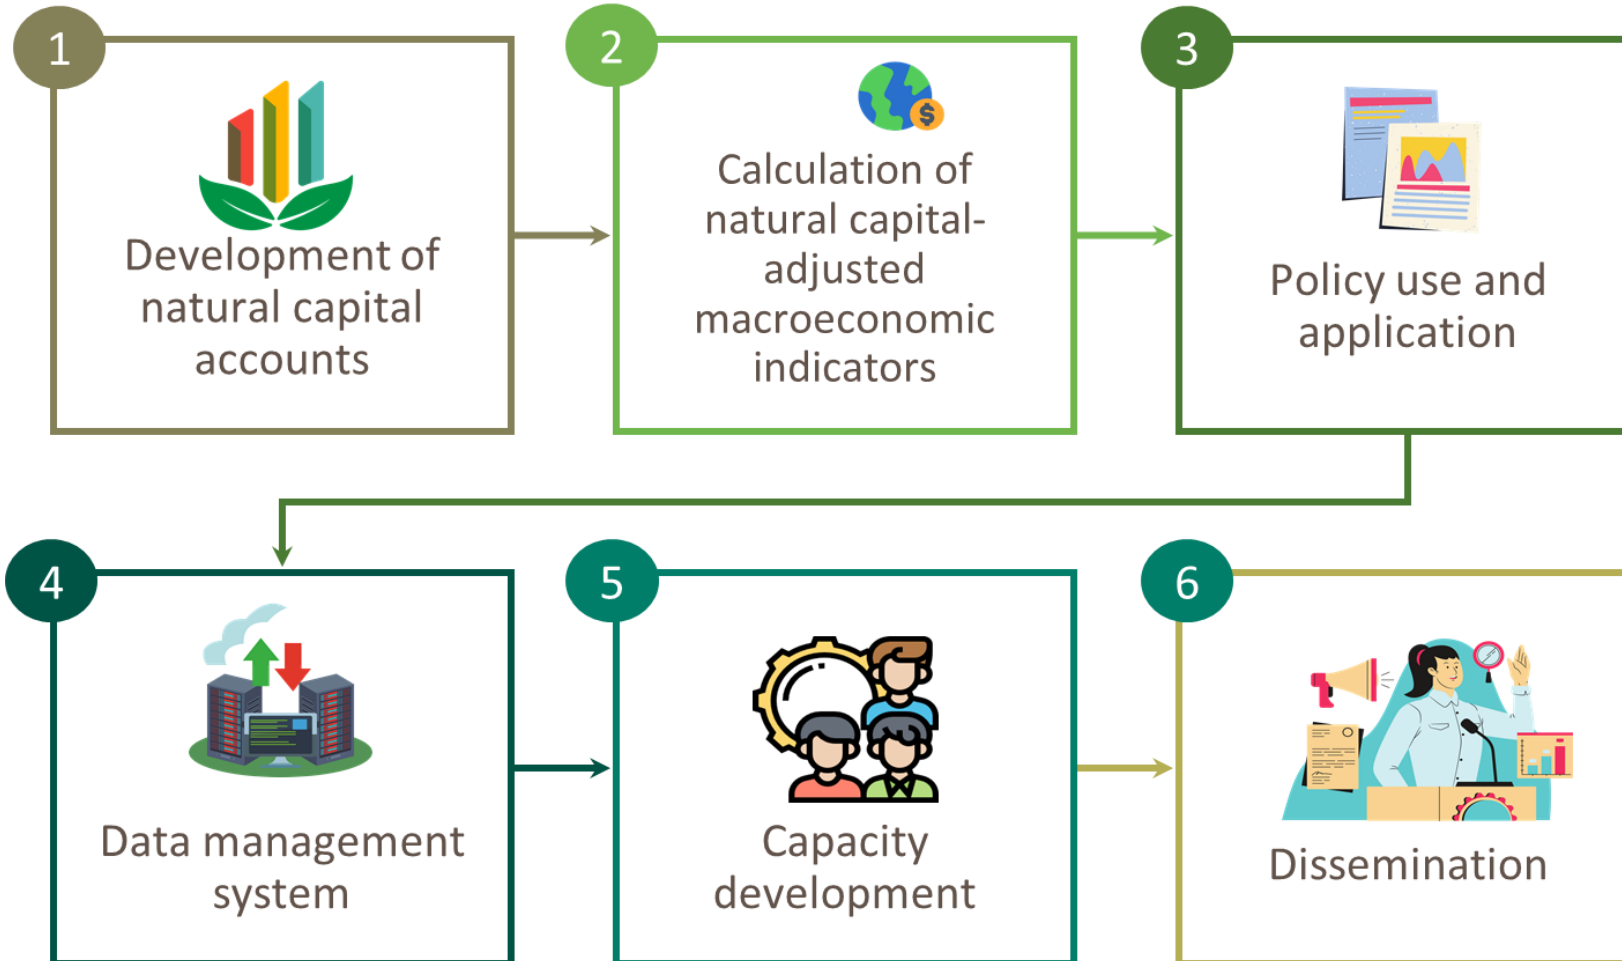 1
Development of
natural capital
accounts
2
$
Calculation of
natural capital-
adjusted
macroeconomic
indicators
3
Policy use and
application
4
Data management
system
5
Capacity
development
6
Dissemination